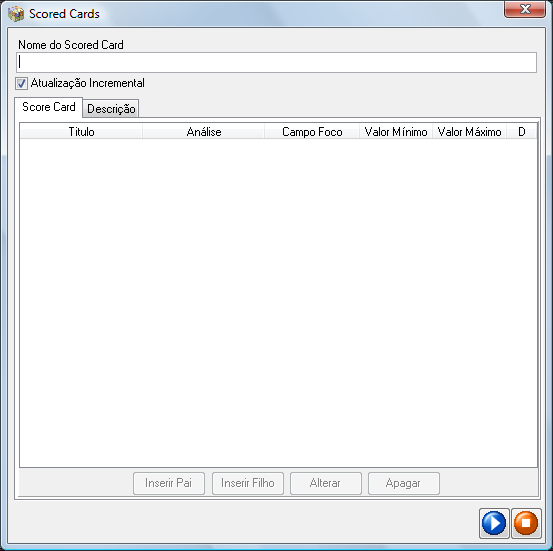 Scored Cards
Nome do Scored Card
Atualização Incremental
Score Card Descrição
Titulo Análise Campo Foco Valor Mínimo Valor Máximo D
Inserir Pai Inserir Filho Alterar Apagar